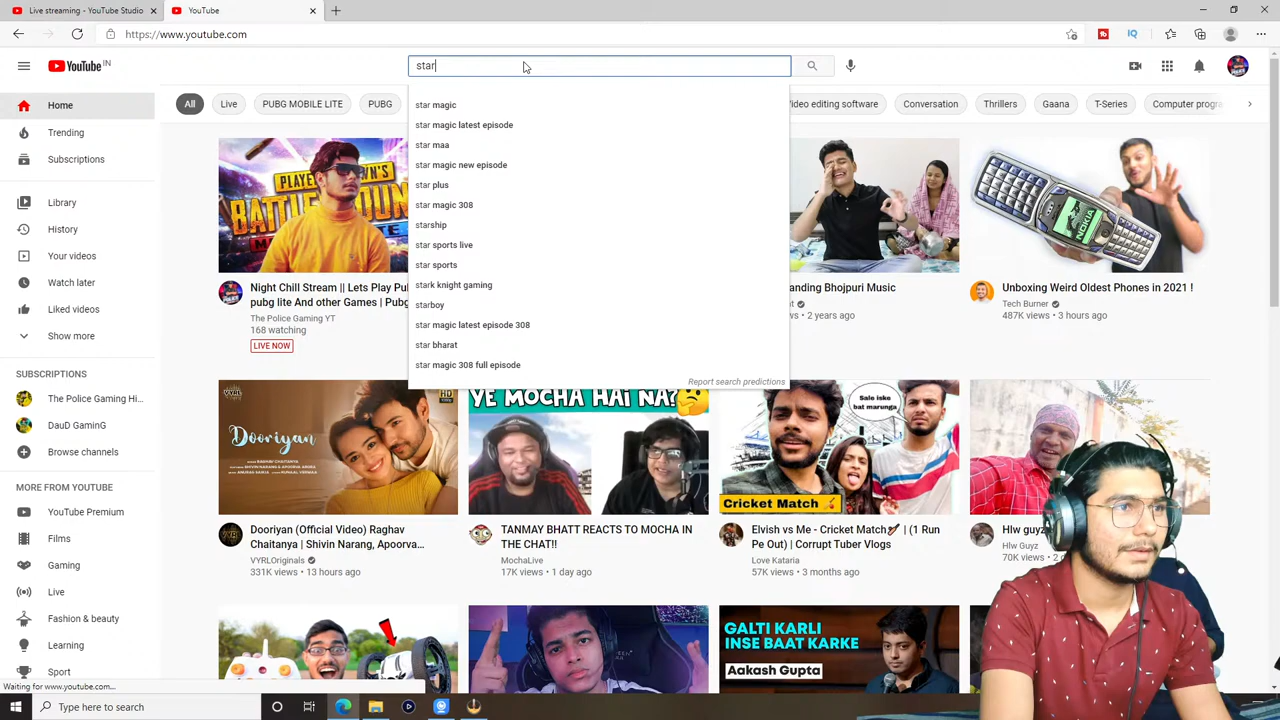 Live streaming - YouTube Studio
YouTube
https://www.youtube.com
YouTube IN
star
All
Live
PUBG MOBILE LITE
PUBG
Video editing software
Conversation
Thrillers
Gaana
T-Series
Computer progra
star magic
star magic latest episode
star maa
star magic new episode
star plus
star magic 308
starship
star sports live
star sports
stark knight gaming
starboy
star magic latest episode 308
star bharat
star magic 308 full episode
Report search predictions
Home
Trending
Subscriptions
Library
History
Your videos
Watch later
Liked videos
Show more
SUBSCRIPTIONS
The Police Gaming Hi...
DauD GaminG
Browse channels
MORE FROM YOUTUBE
YouTube Premium
Films
Gaming
Live
Fashion & beauty
Learning
Sport
Waiting for www.youtube.com...
Night Chill Stream || Lets Play
pubg lite And other Games |
The Police Gaming YT
168 watching
LIVE NOW
anding Bhojpuri Music
ws • 2 years ago
NOKIA
Unboxing Weird Oldest Phones in 2021 !
Tech Burner
487K views • 3 hours ago
VYRL
HD
Dooriyan
Dooriyan (Official Video) Raghav
Chaitanya | Shivin Narang, Apoorva...
VYRLOriginals
331K views • 13 hours ago
YE MOCHA HAI NA?
TANMAY BHATT REACTS TO MOCHA IN
THE CHAT!!
MochaLive
17K views • 1 day ago
Sale iske
bat marunga
Cricket Match
Elvish vs Me - Cricket Match🏏 | (1 Run
Pe Out) | Corrupt Tuber Vlogs
Love Kataria
57K views • 3 months ago
Hlw guyz
Hlw Guyz
70K views
GALTI KARLI
INSE BAAT KARKE
Aakash Gupta
Type here to search